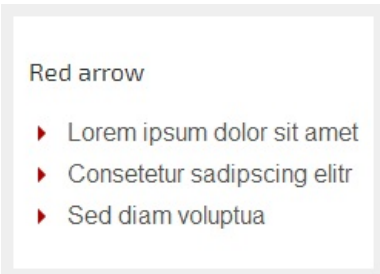 Red arrow
Lorem ipsum dolor sit amet
Consetetur sadipscing elitr
Sed diam voluptua